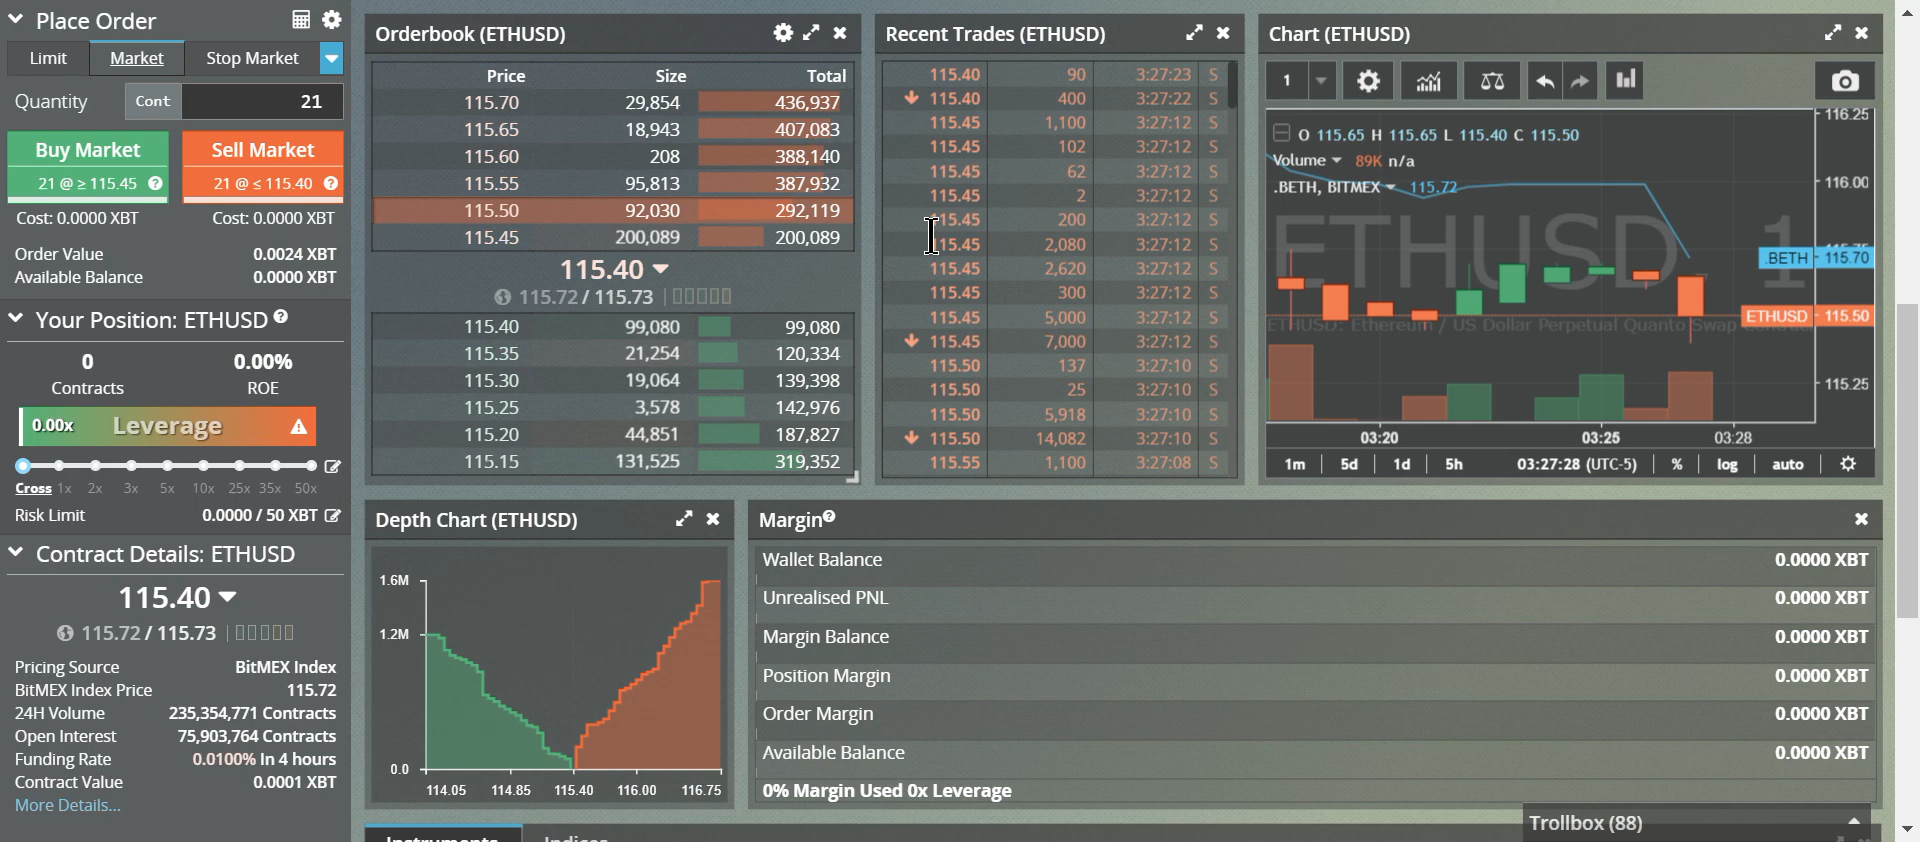 Place Order
Limit Market Stop Market
Quantity Cont 21
Buy Market
21 @ ≥ 115.45
Sell Market
21 @ ≤ 115.40
Cost: 0.0000 XBT Cost: 0.0000 XBT
Order Value 0.0024 XBT
Available Balance 0.0000 XBT
Your Position: ETHUSD
0 0.00%
Contracts ROE
0.00x Leverage
Cross 1x 2x 3x 5x 10x 25x 35x 50x
Risk Limit 0.0000 / 50 XBT
Contract Details: ETHUSD
115.40
115.72 / 115.73
Pricing Source BitMEX Index
BitMEX Index Price 115.72
24H Volume 235,354,771 Contracts
Open Interest 75,903,764 Contracts
Funding Rate 0.0100% In 4 hours
Contract Value 0.0001 XBT
More Details...
Orderbook (ETHUSD)
Price Size Total
115.70 29,854 436,937
115.65 18,943 407,083
115.60 208 388,140
115.55 95,813 387,932
115.50 92,030 292,119
115.45 200,089 200,089
115.40
115.72 / 115.73
115.40 99,080 99,080
115.35 21,254 120,334
115.30 19,064 139,398
115.25 3,578 142,976
115.20 44,851 187,827
115.15 131,525 319,352
Recent Trades (ETHUSD)
115.40 90 3:27:23 S
115.40 400 3:27:22 S
115.45 1,100 3:27:12 S
115.45 102 3:27:12 S
115.45 62 3:27:12 S
115.45 2 3:27:12 S
115.45 200 3:27:12 S
115.45 2,080 3:27:12 S
115.45 2,620 3:27:12 S
115.45 300 3:27:12 S
115.45 5,000 3:27:12 S
115.45 7,000 3:27:12 S
115.50 137 3:27:10 S
115.50 25 3:27:10 S
115.50 5,918 3:27:10 S
115.50 14,082 3:27:10 S
115.55 1,100 3:27:08 S
Chart (ETHUSD)
1
O 115.65 H 115.65 L 115.40 C 115.50
Volume 89K n/a
.BETH, BITMEX 115.72
ETHUSD 1
ETHUSD: Ethereum / US Dollar Perpetual Quanto Swap
116.25
116.00
.BETH 115.70
ETHUSD 115.50
115.25
03:20 03:25 03:28
1m 5d 1d 5h 03:27:28 (UTC-5) % log auto
Depth Chart (ETHUSD)
1.6M
1.2M
0.0
114.05 114.85 115.40 116.00 116.75
Margin
Wallet Balance 0.0000 XBT
Unrealised PNL 0.0000 XBT
Margin Balance 0.0000 XBT
Position Margin 0.0000 XBT
Order Margin 0.0000 XBT
Available Balance 0.0000 XBT
0% Margin Used 0x Leverage
Trollbox (88)
Instruments Indices